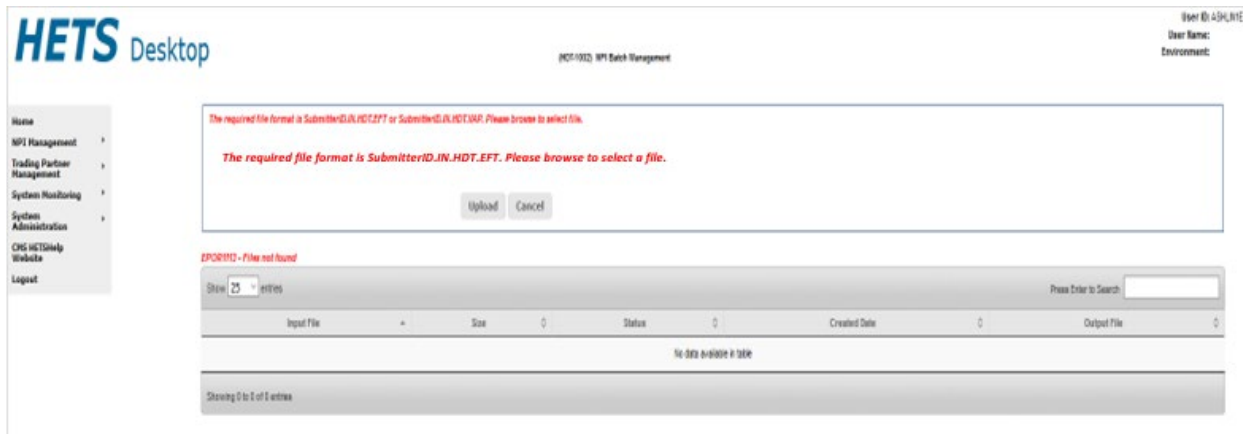 User ID: ASHLIN1E
HETS Desktop
User Name:
(HDT-1002) NPI Batch Management
Environment:
Home
NPI Management
Trading Partner
Management
System Monitoring
System
Administration
CMS HETSHelp
Website
Logout
The required file format is SubmitterID.IN.HDT.EFT or SubmitterID.IN.HDT.VAP. Please browse to select file.
The required file format is SubmitterID.IN.HDT.EFT. Please browse to select a file.
Upload Cancel
- Files not found
Show 25 entries
Press Enter to Search
Input File Size Status Created Date Output File
No data available in table
Showing 0 to 0 of 0 entries